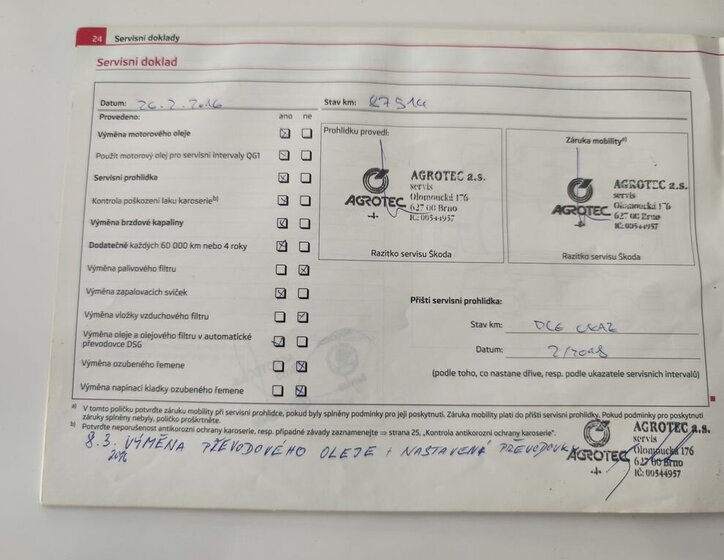 24 Servisní doklady
Servisní doklad
Datum: 26.2.2016 Stav km: 87514
Provedeno: ano ne
Výměna motorového oleje
Použit motorový olej pro servisní intervaly QG1
Servisní prohlídka
Kontrola poškození laku karoserie b)
Výměna brzdové kapaliny
Dodatečné každých 60 000 km nebo 4 roky
Výměna palivového filtru
Výměna zapalovacích svíček
Výměna vložky vzduchového filtru
Výměna oleje a olejového filtru v automatické
převodovce DSG
Výměna ozubeného řemene
Výměna napínací kladky ozubeného řemene
Prohlídku provedl:
AGROTEC
AGROTEC a.s.
servis
Olomoucká 176
627 00 Brno
IČ: 00544957
Razítko servisu Škoda
Záruka mobility a)
AGROTEC
AGROTEC a.s.
servis
Olomoucká 176
627 00 Brno
IČ: 00544957
Razítko servisu Škoda
Příští servisní prohlídka:
Stav km: DLE UKAZ
Datum: 2/2018
(podle toho, co nastane dříve, resp. podle ukazatele servisních intervalů)
a) V tomto políčku potvrďte záruku mobility při servisní prohlídce, pokud byly splněny podmínky pro její poskytnutí. Záruka mobility platí do příští servisní prohlídky. Pokud podmínky pro poskytnutí
záruky splněny nebyly, políčko proškrtněte.
b) Potvrďte neporušenost antikorozní ochrany karoserie, resp. případné závady zaznamenejte ⇒ strana 25, „Kontrola antikorozní ochrany karoserie“.
8.3. VÝMĚNA PŘEVODOVÉHO OLEJE + NASTAVENÁ PŘEVODOVKA
2016
AGROTEC
AGROTEC a.s.
servis
Olomoucká 176
627 00 Brno
IČ: 00544957